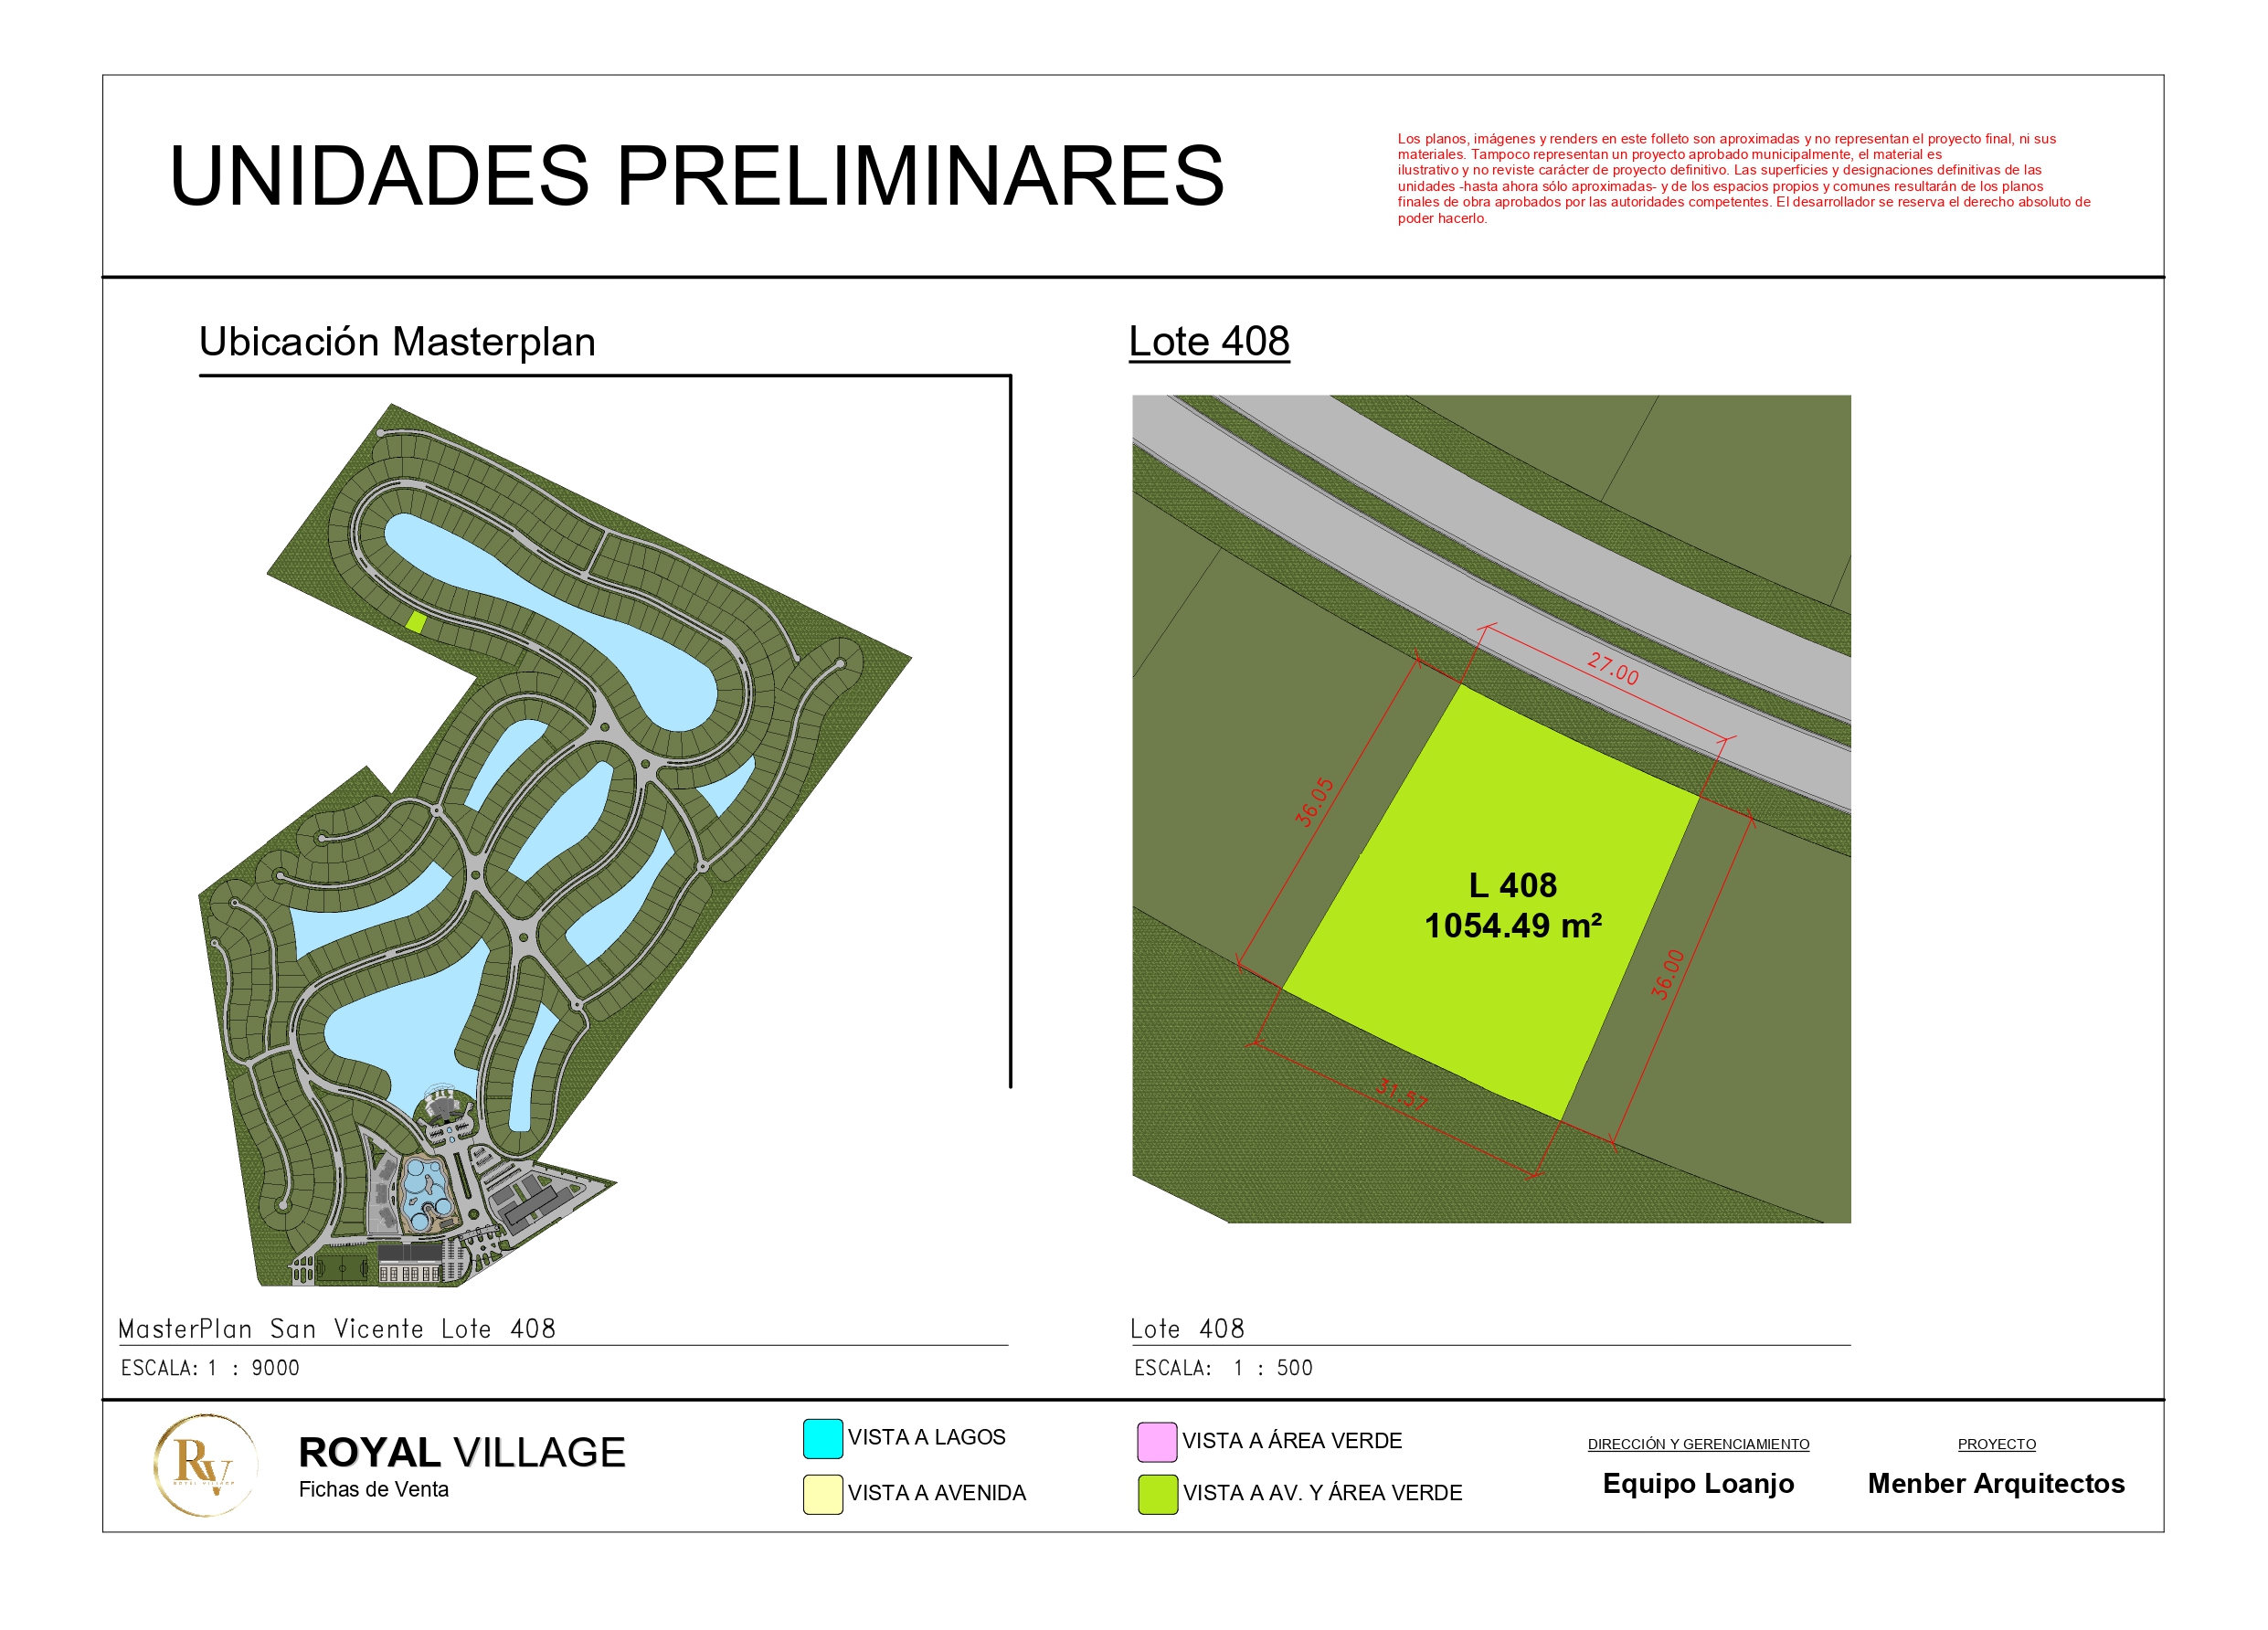 UNIDADES PRELIMINARES
Los planos, imágenes y renders en este folleto son aproximadas y no representan el proyecto final, ni sus
materiales. Tampoco representan un proyecto aprobado municipalmente, el material es
ilustrativo y no reviste carácter de proyecto definitivo. Las superficies y designaciones definitivas de las
unidades -hasta ahora sólo aproximadas- y de los espacios propios y comunes resultarán de los planos
finales de obra aprobados por las autoridades competentes. El desarrollador se reserva el derecho absoluto de
poder hacerlo.
Ubicación Masterplan
Lote 408
27.00
36.05
L 408
1054.49 m²
36.00
31.57
MasterPlan San Vicente Lote 408
ESCALA: 1 : 9000
Lote 408
ESCALA: 1 : 500
RV
ROYAL VILLAGE
ROYAL VILLAGE
Fichas de Venta
VISTA A LAGOS
VISTA A AVENIDA
VISTA A ÁREA VERDE
VISTA A AV. Y ÁREA VERDE
DIRECCIÓN Y GERENCIAMIENTO
Equipo Loanjo
PROYECTO
Menber Arquitectos